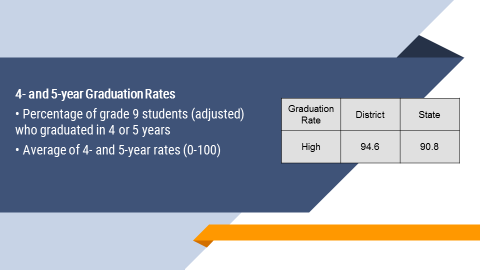 4- and 5-year Graduation Rates
• Percentage of grade 9 students (adjusted)
who graduated in 4 or 5 years
• Average of 4- and 5-year rates (0-100)
Graduation
Rate
District
State
High
94.6
90.8